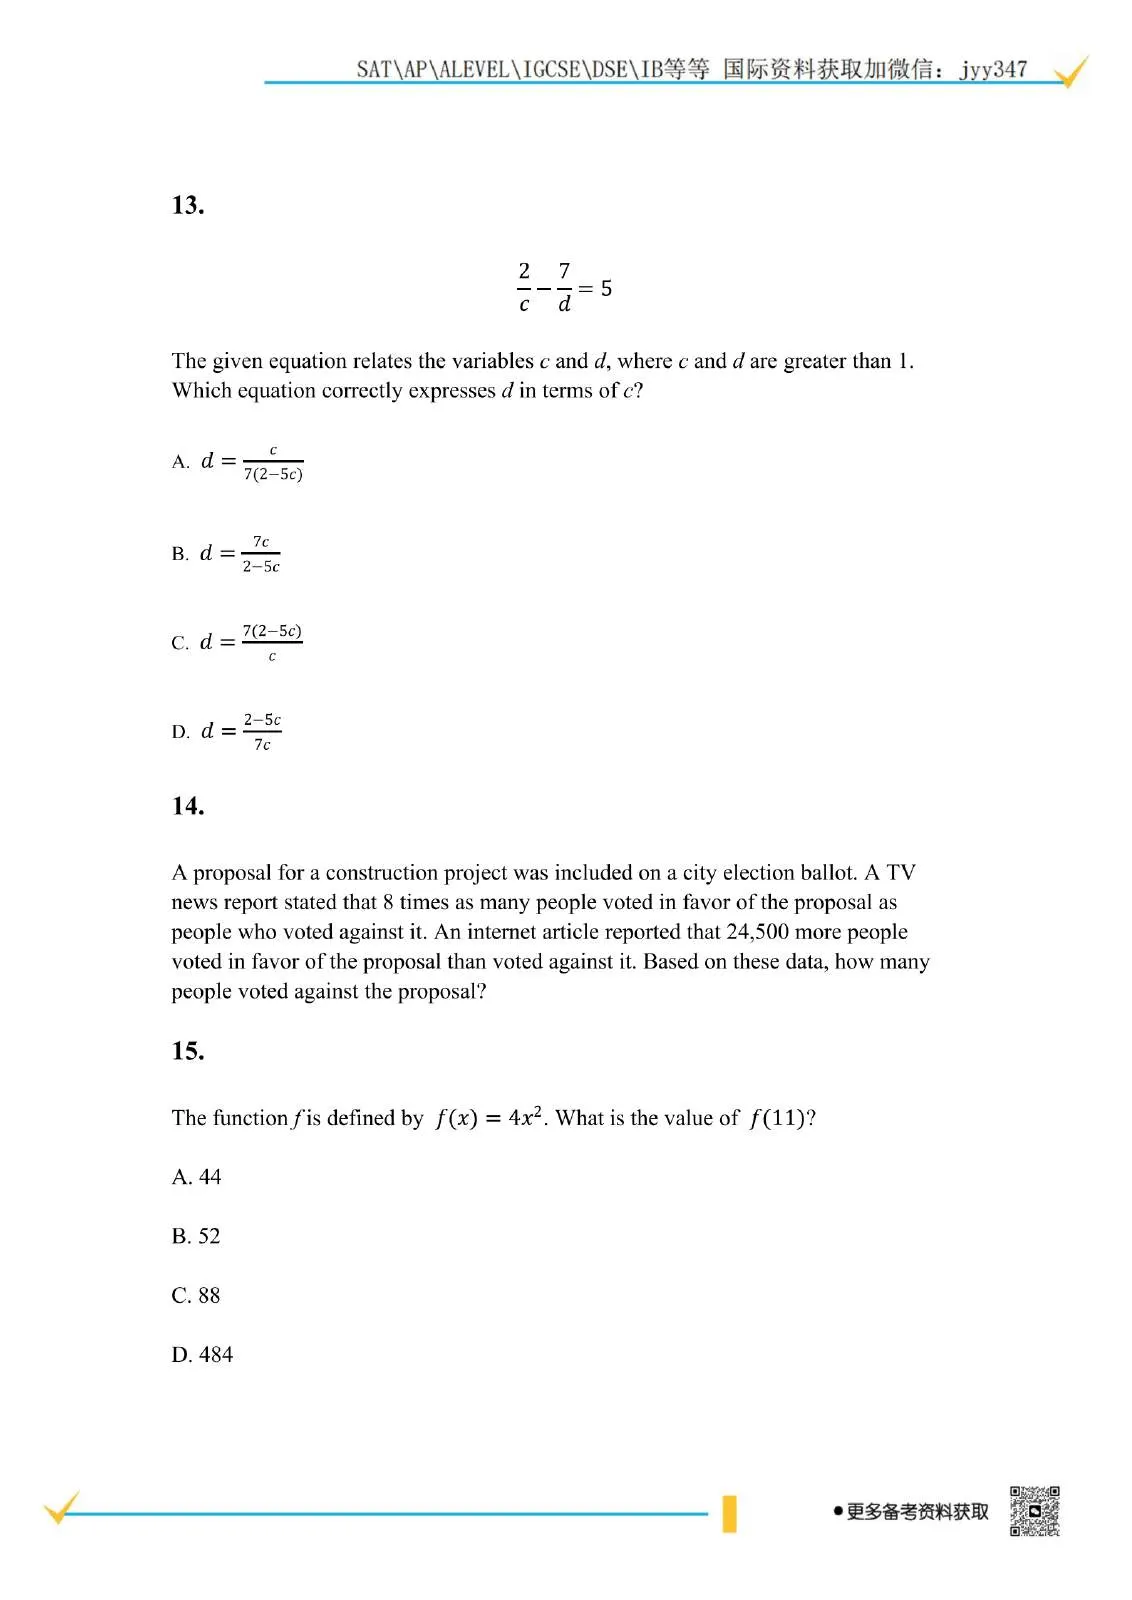 SAT\AP\ALEVEL\IGCSE\DSE\IB等等 国际资料获取加微信：jyy347
13.
2/c − 7/d = 5
The given equation relates the variables c and d, where c and d are greater than 1.
Which equation correctly expresses d in terms of c?
A. d = c/7(2−5c)
B. d = 7c/2−5c
C. d = 7(2−5c)/c
D. d = 2−5c/7c
14.
A proposal for a construction project was included on a city election ballot. A TV
news report stated that 8 times as many people voted in favor of the proposal as
people who voted against it. An internet article reported that 24,500 more people
voted in favor of the proposal than voted against it. Based on these data, how many
people voted against the proposal?
15.
The function f is defined by f(x) = 4x². What is the value of f(11)?
A. 44
B. 52
C. 88
D. 484
●更多备考资料获取